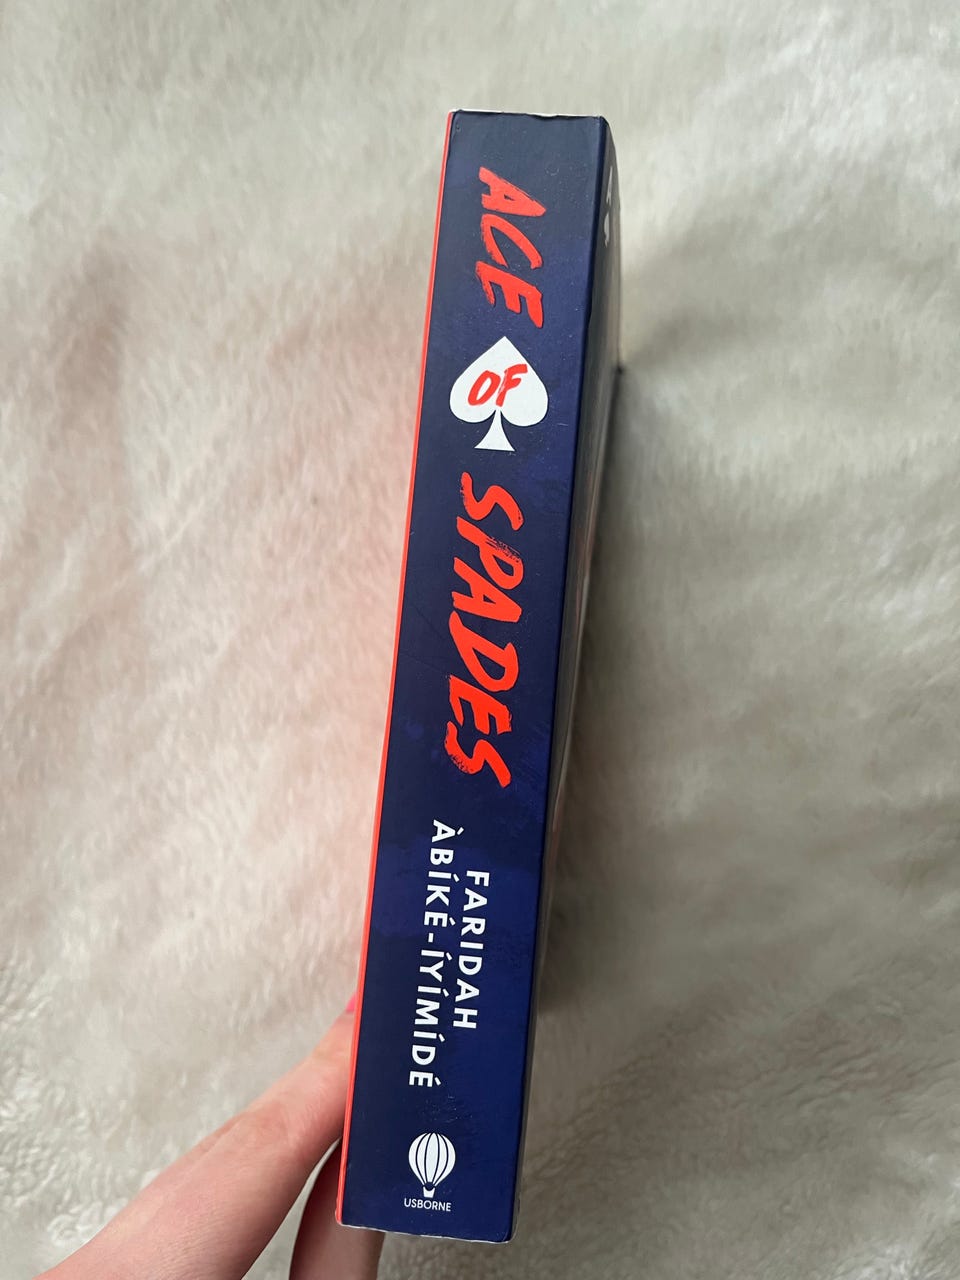 ACE
OF
SPADES
FARIDAH
ÀBÍKÉ-ÍYÍMÍDÉ
USBORNE